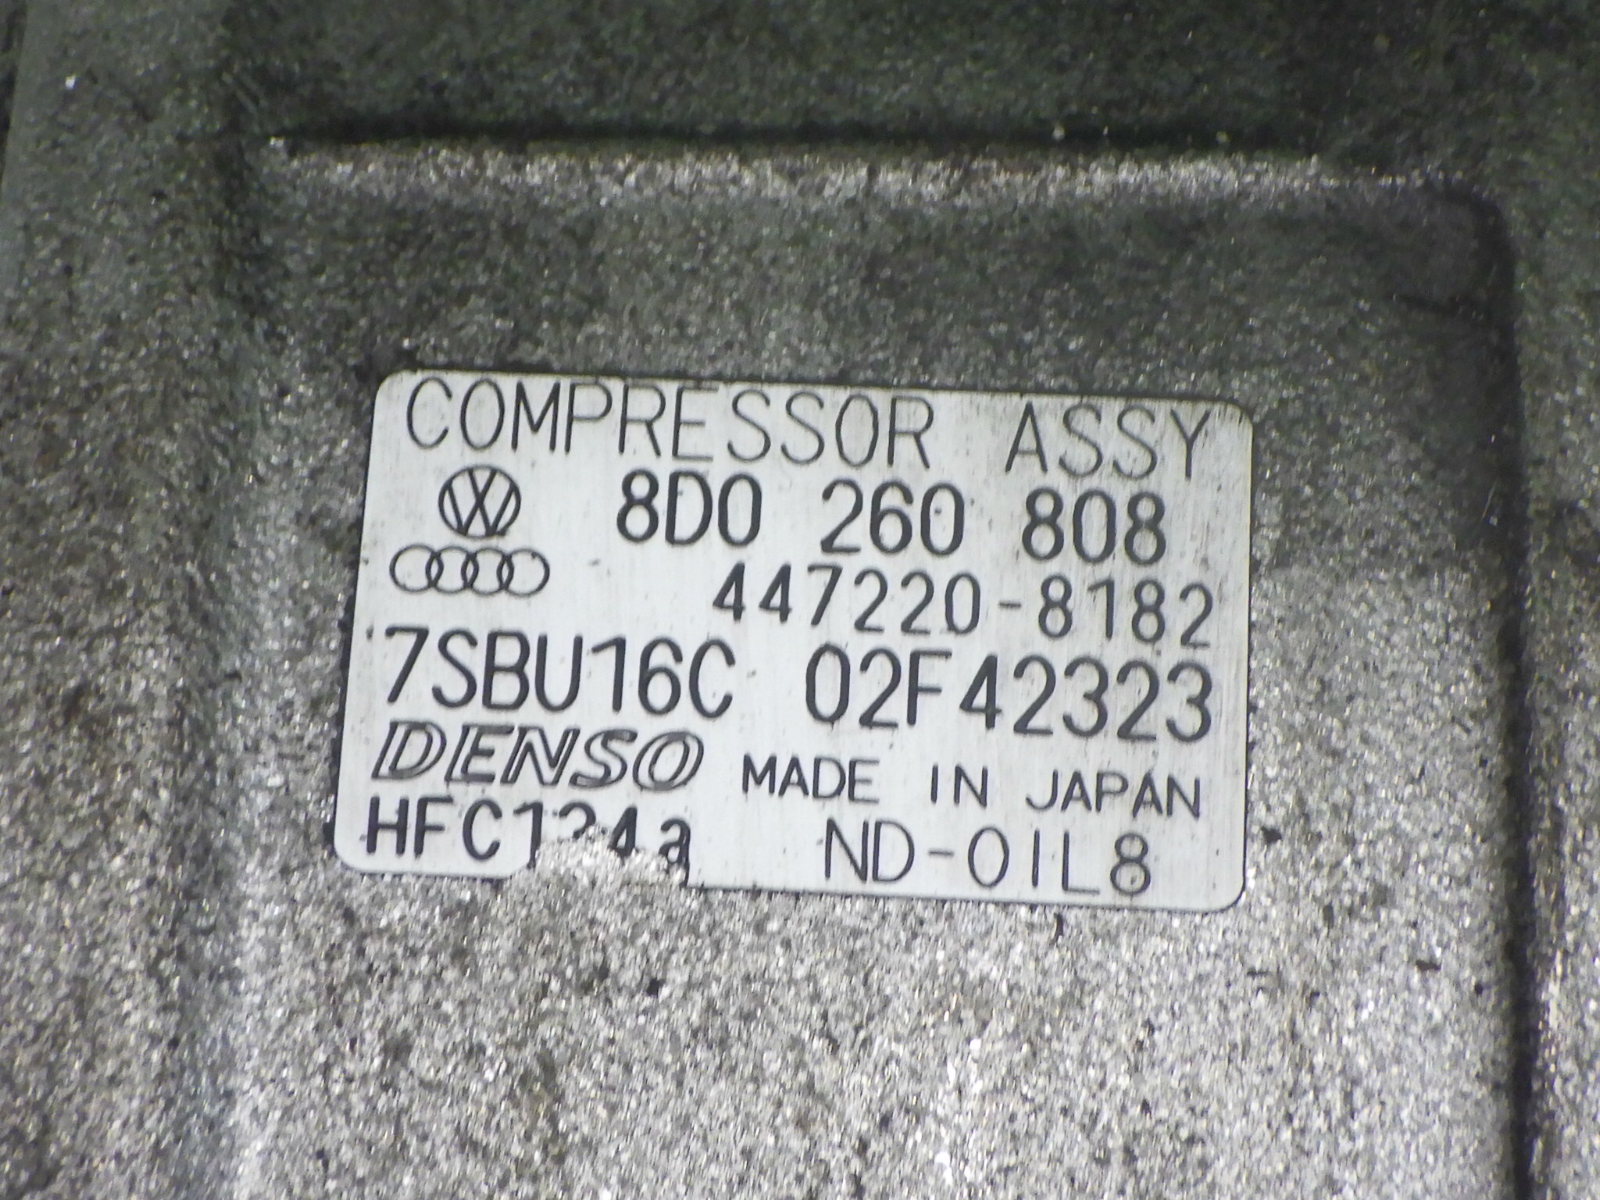 COMPRESSOR ASSY
8D0 260 808
447220-8182
7SBU16C 02F42323
DENSO MADE IN JAPAN
HFC134a ND-OIL8